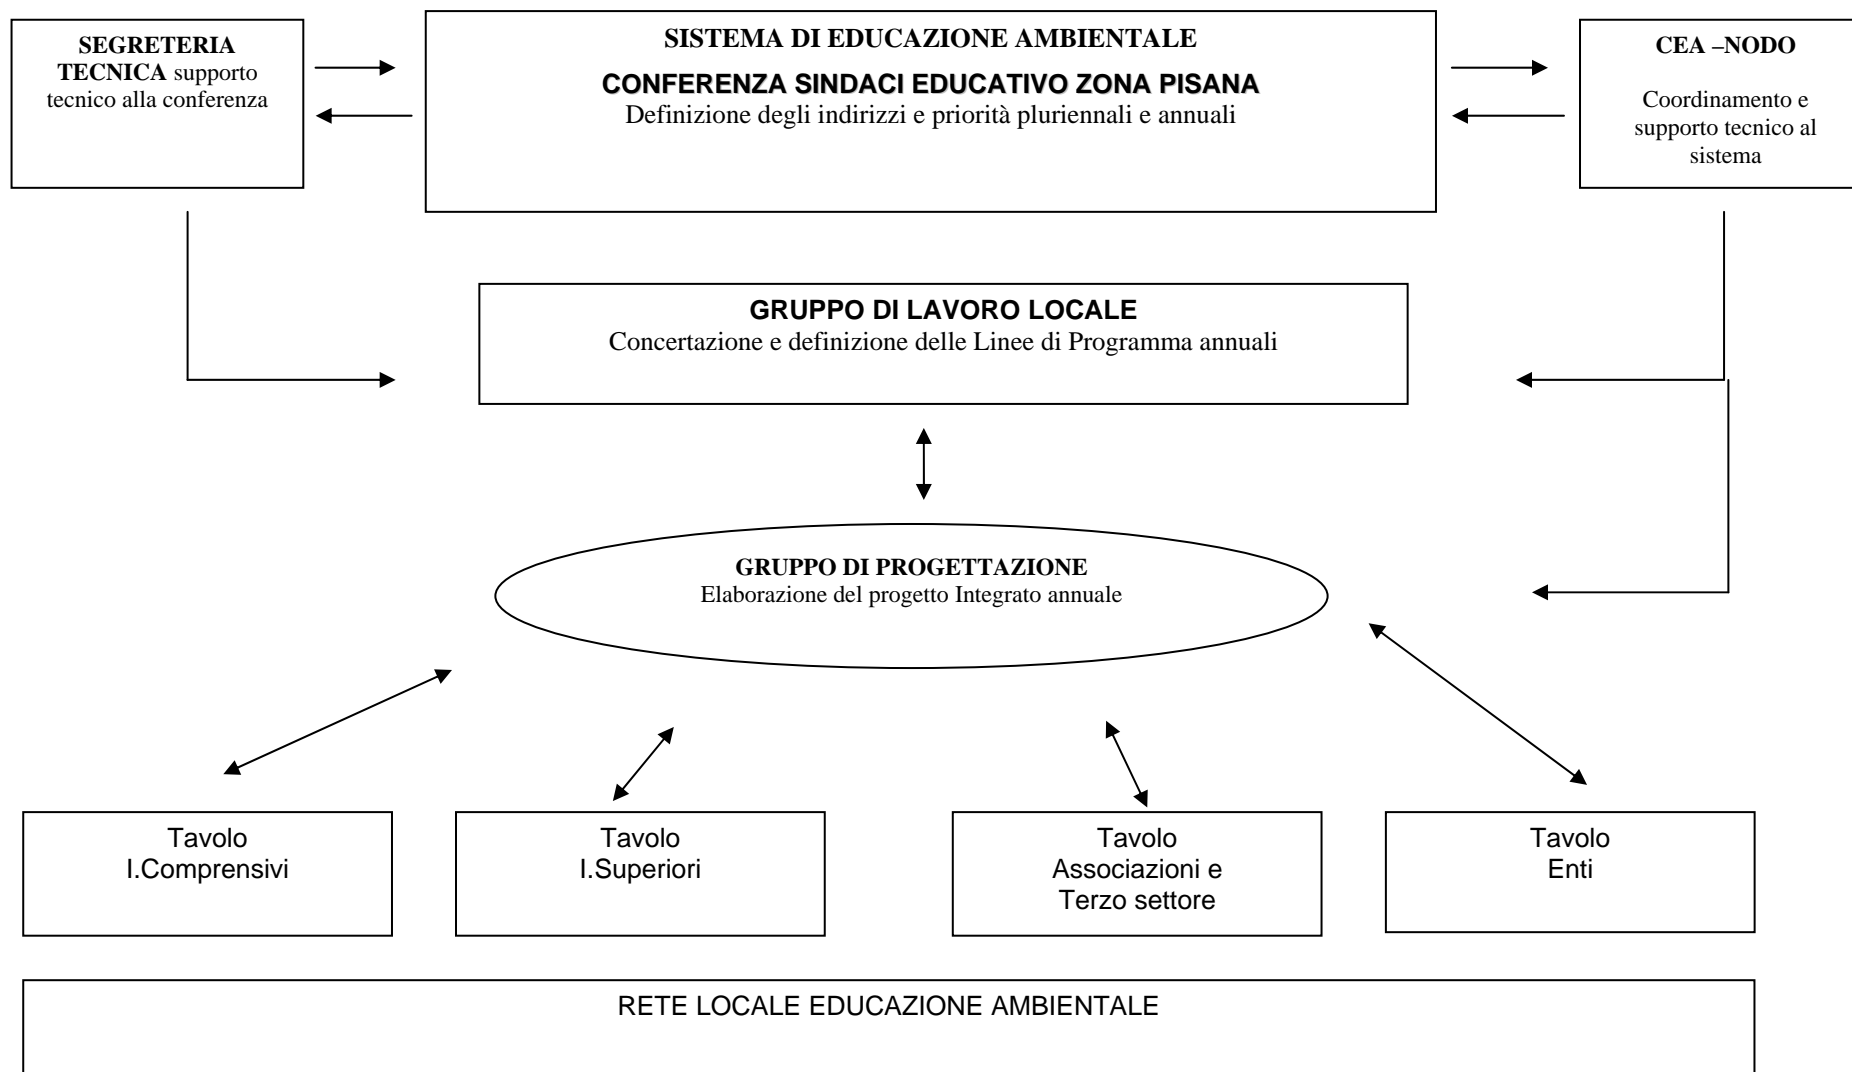 SEGRETERIA
TECNICA supporto
tecnico alla conferenza
SISTEMA DI EDUCAZIONE AMBIENTALE
CONFERENZA SINDACI EDUCATIVO ZONA PISANA
Definizione degli indirizzi e priorità pluriennali e annuali
CEA –NODO
Coordinamento e
supporto tecnico al
sistema
GRUPPO DI LAVORO LOCALE
Concertazione e definizione delle Linee di Programma annuali
GRUPPO DI PROGETTAZIONE
Elaborazione del progetto Integrato annuale
Tavolo
I.Comprensivi
Tavolo
I.Superiori
Tavolo
Associazioni e
Terzo settore
Tavolo
Enti
RETE LOCALE EDUCAZIONE AMBIENTALE